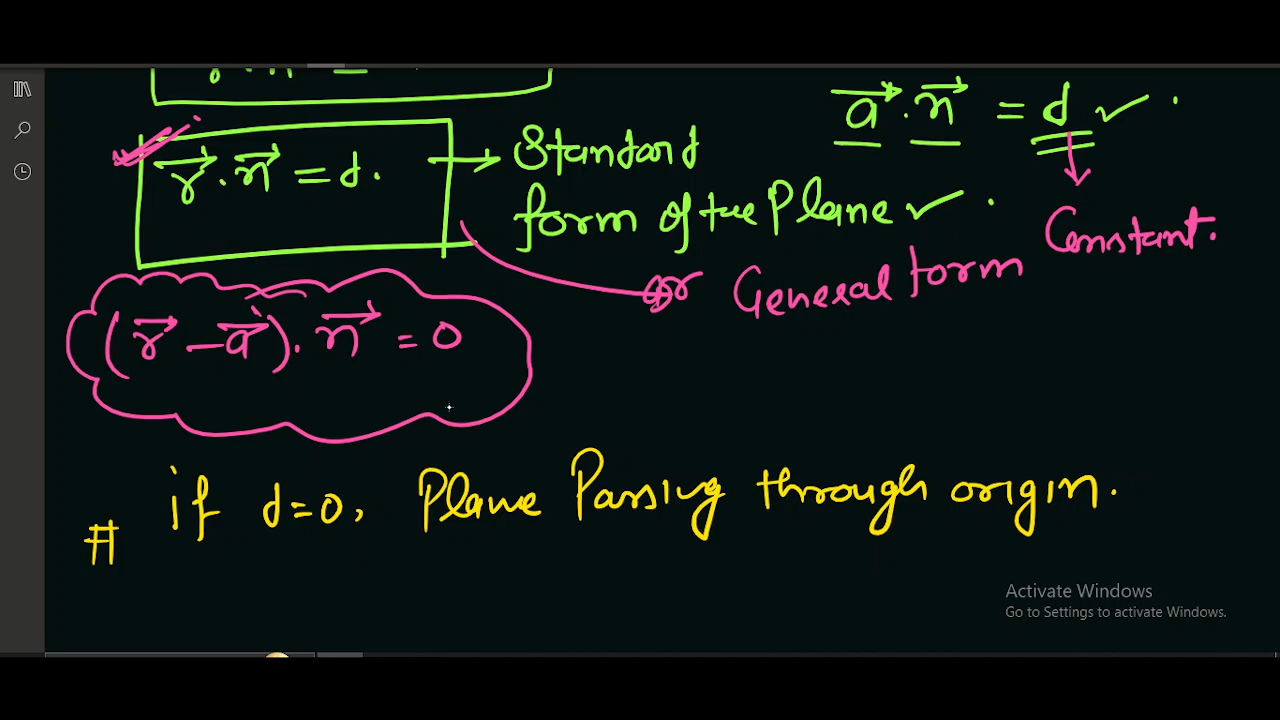 a⃗ . n⃗ = d ✓ .
r⃗ . n⃗ = d. → Standard
form of the Plane ✓ .
Constant.
or General form
(r⃗ – a⃗) . n⃗ = 0
# if d=0, Plane Passing through origin.
Activate Windows
Go to Settings to activate Windows.